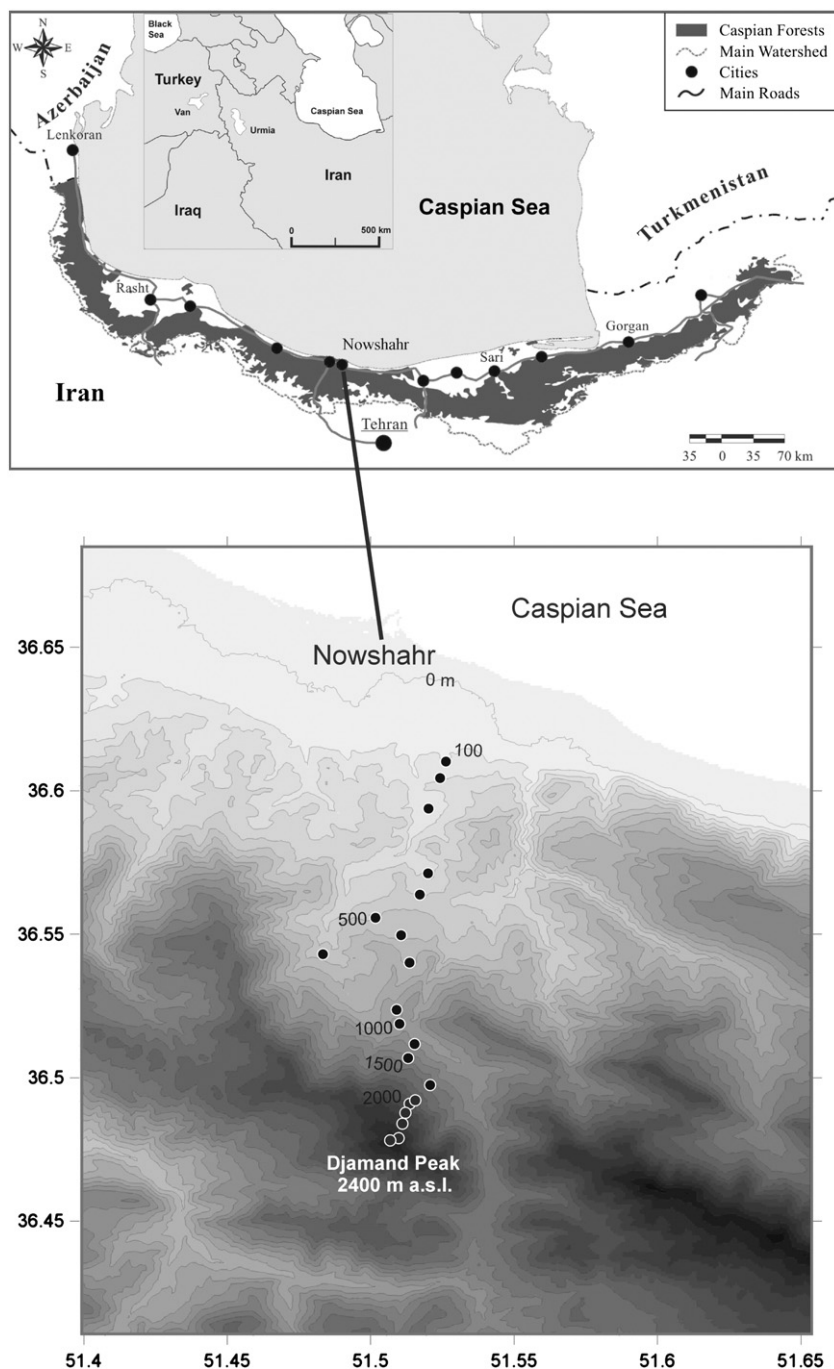 Black
Sea
Turkey
Van
Urmia
Caspian Sea
Iran
Iraq
0 500 km
N
W E
S
Azerbaijan
Lenkoran
Caspian Forests
Main Watershed
Cities
Main Roads
Caspian Sea
Turkmenistan
Rasht
Nowshahr
Sari
Gorgan
Iran
Tehran
35 0 35 70 km
Caspian Sea
Nowshahr
0 m
100
500
1000
1500
2000
Djamand Peak
2400 m a.s.l.
36.65
36.6
36.55
36.5
36.45
51.4 51.45 51.5 51.55 51.6 51.65